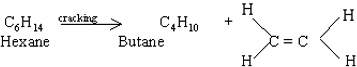 C₆H₁₄ cracking C₄H₁₀ + H H
C = C
Hexane Butane H H